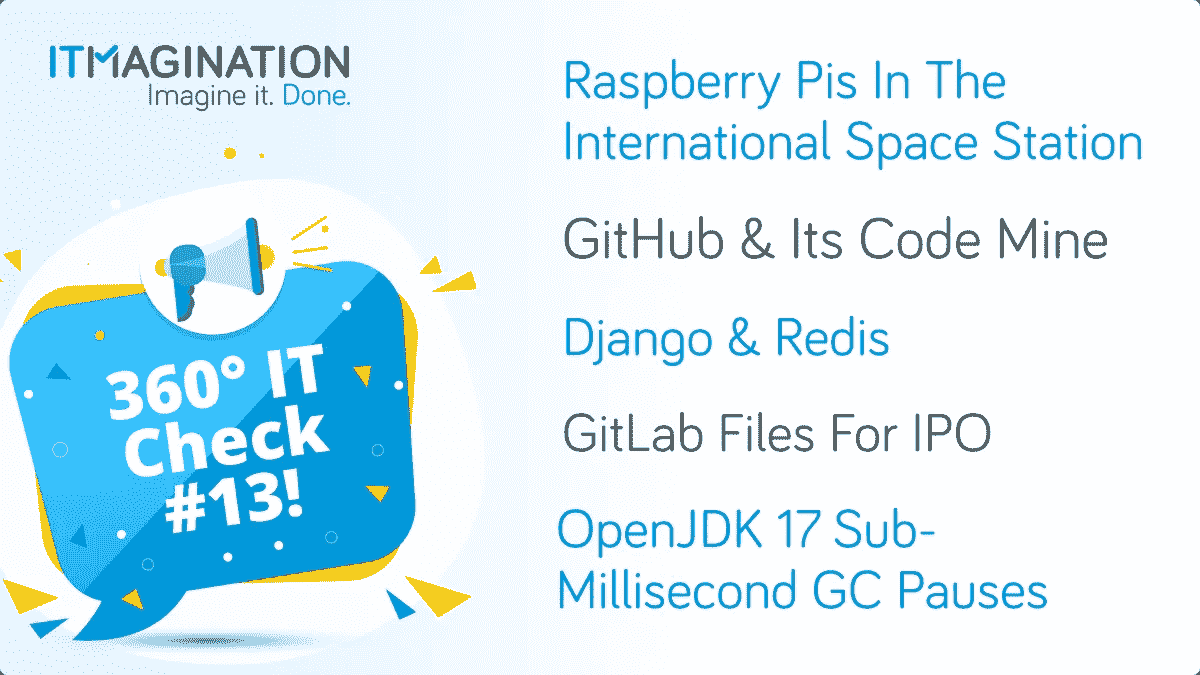 ITMAGINATION
Imagine it. Done.
360° IT
Check
#13!
Raspberry Pis In The
International Space Station
GitHub & Its Code Mine
Django & Redis
GitLab Files For IPO
OpenJDK 17 Sub-
Millisecond GC Pauses